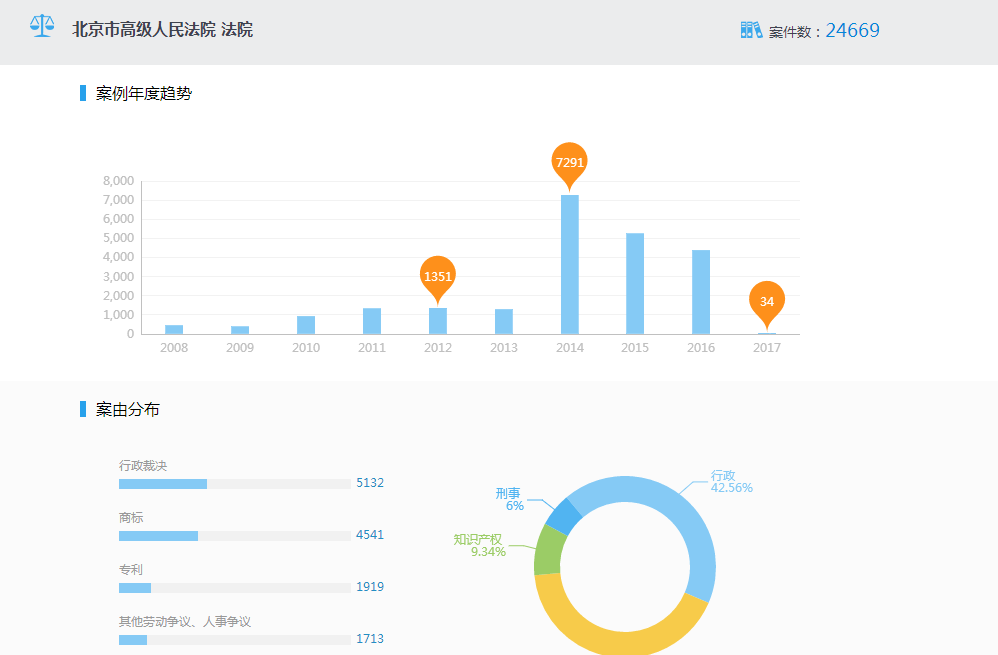 北京市高级人民法院 法院
案件数：24669
案例年度趋势
7291
8,000
7,000
6,000
5,000
4,000
3,000
2,000
1,000
0
1351
34
2008 2009 2010 2011 2012 2013 2014 2015 2016 2017
案由分布
行政裁决
5132
商标
4541
专利
1919
其他劳动争议、人事争议
1713
行政
42.56%
刑事
6%
知识产权
9.34%